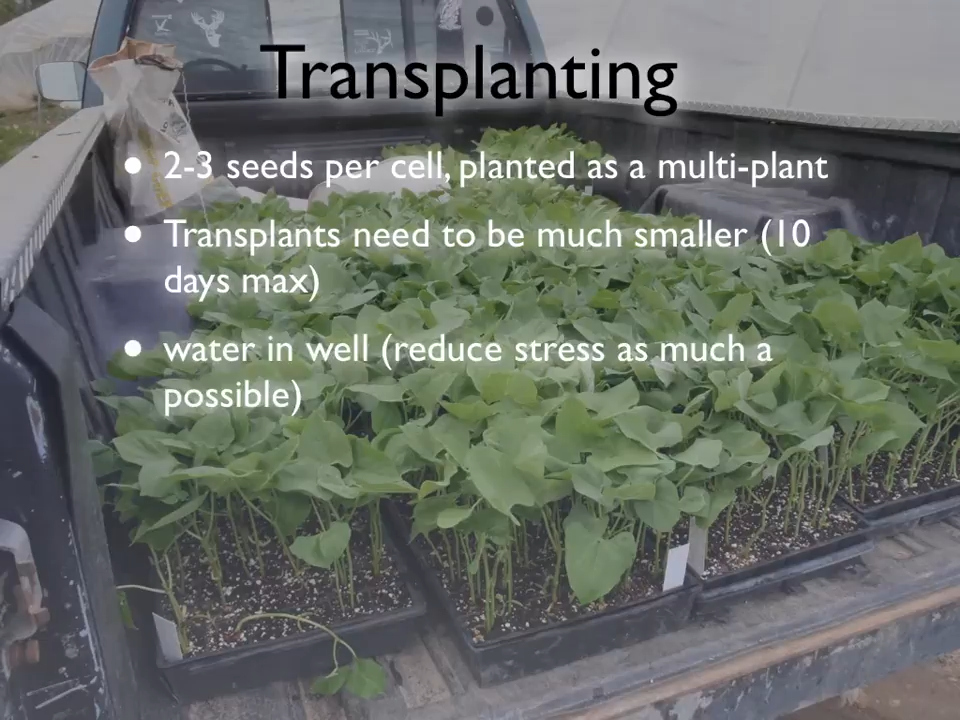 Transplanting
• 2-3 seeds per cell, planted as a multi-plant
• Transplants need to be much smaller (10
days max)
• water in well (reduce stress as much a
possible)